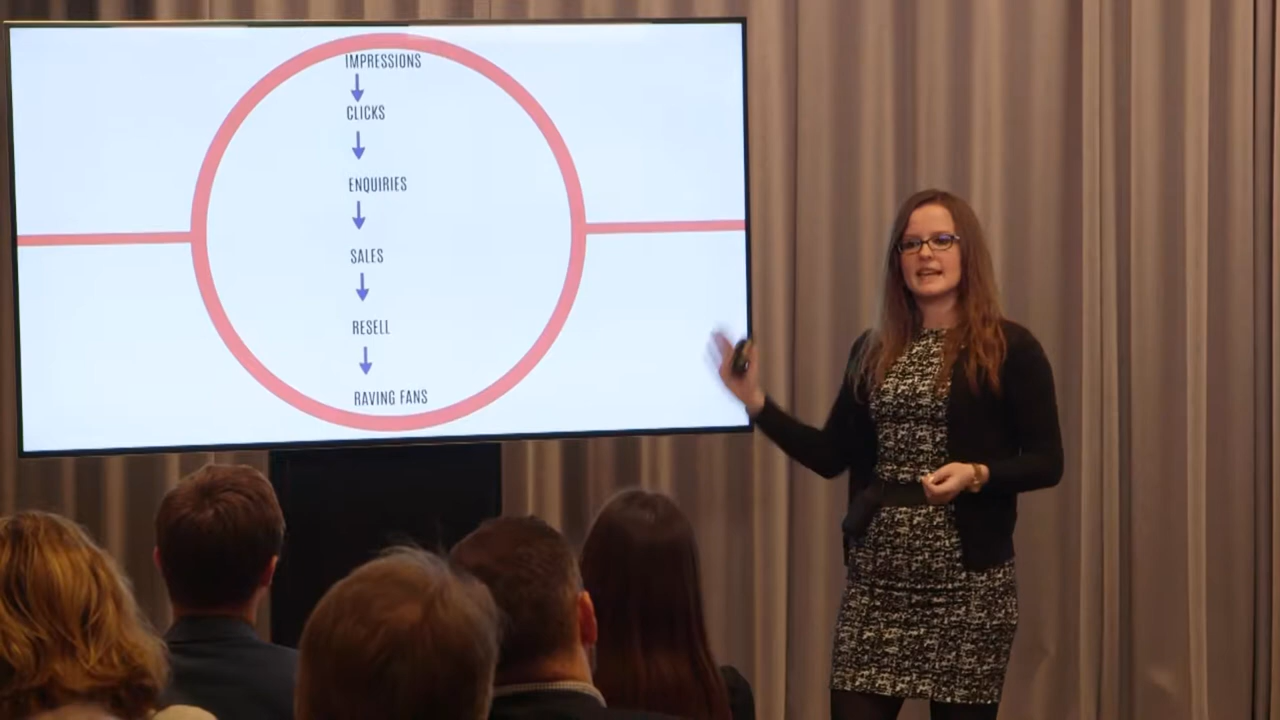 IMPRESSIONS
CLICKS
ENQUIRIES
SALES
RESELL
RAVING FANS